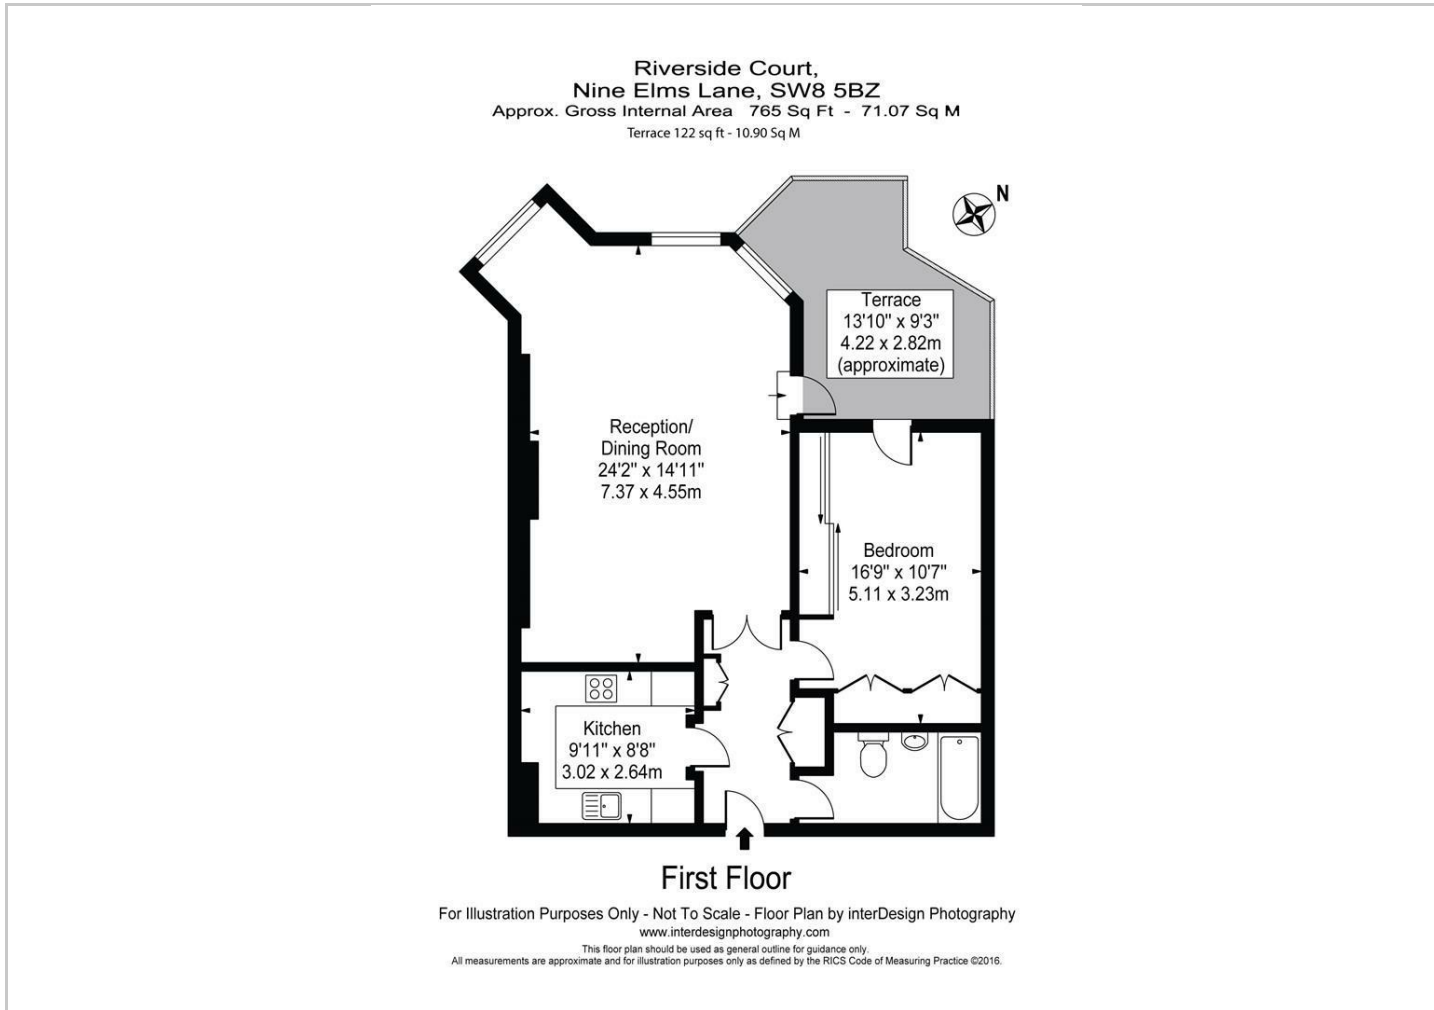 Riverside Court,
Nine Elms Lane, SW8 5BZ
Approx. Gross Internal Area 765 Sq Ft - 71.07 Sq M
Terrace 122 sq ft - 10.90 Sq M
N
Terrace
13'10" x 9'3"
4.22 x 2.82m
(approximate)
Reception/
Dining Room
24'2" x 14'11"
7.37 x 4.55m
Bedroom
16'9" x 10'7"
5.11 x 3.23m
Kitchen
9'11" x 8'8"
3.02 x 2.64m
First Floor
For Illustration Purposes Only - Not To Scale - Floor Plan by interDesign Photography
www.interdesignphotography.com
This floor plan should be used as general outline for guidance only.
All measurements are approximate and for illustration purposes only as defined by the RICS Code of Measuring Practice ©2016.